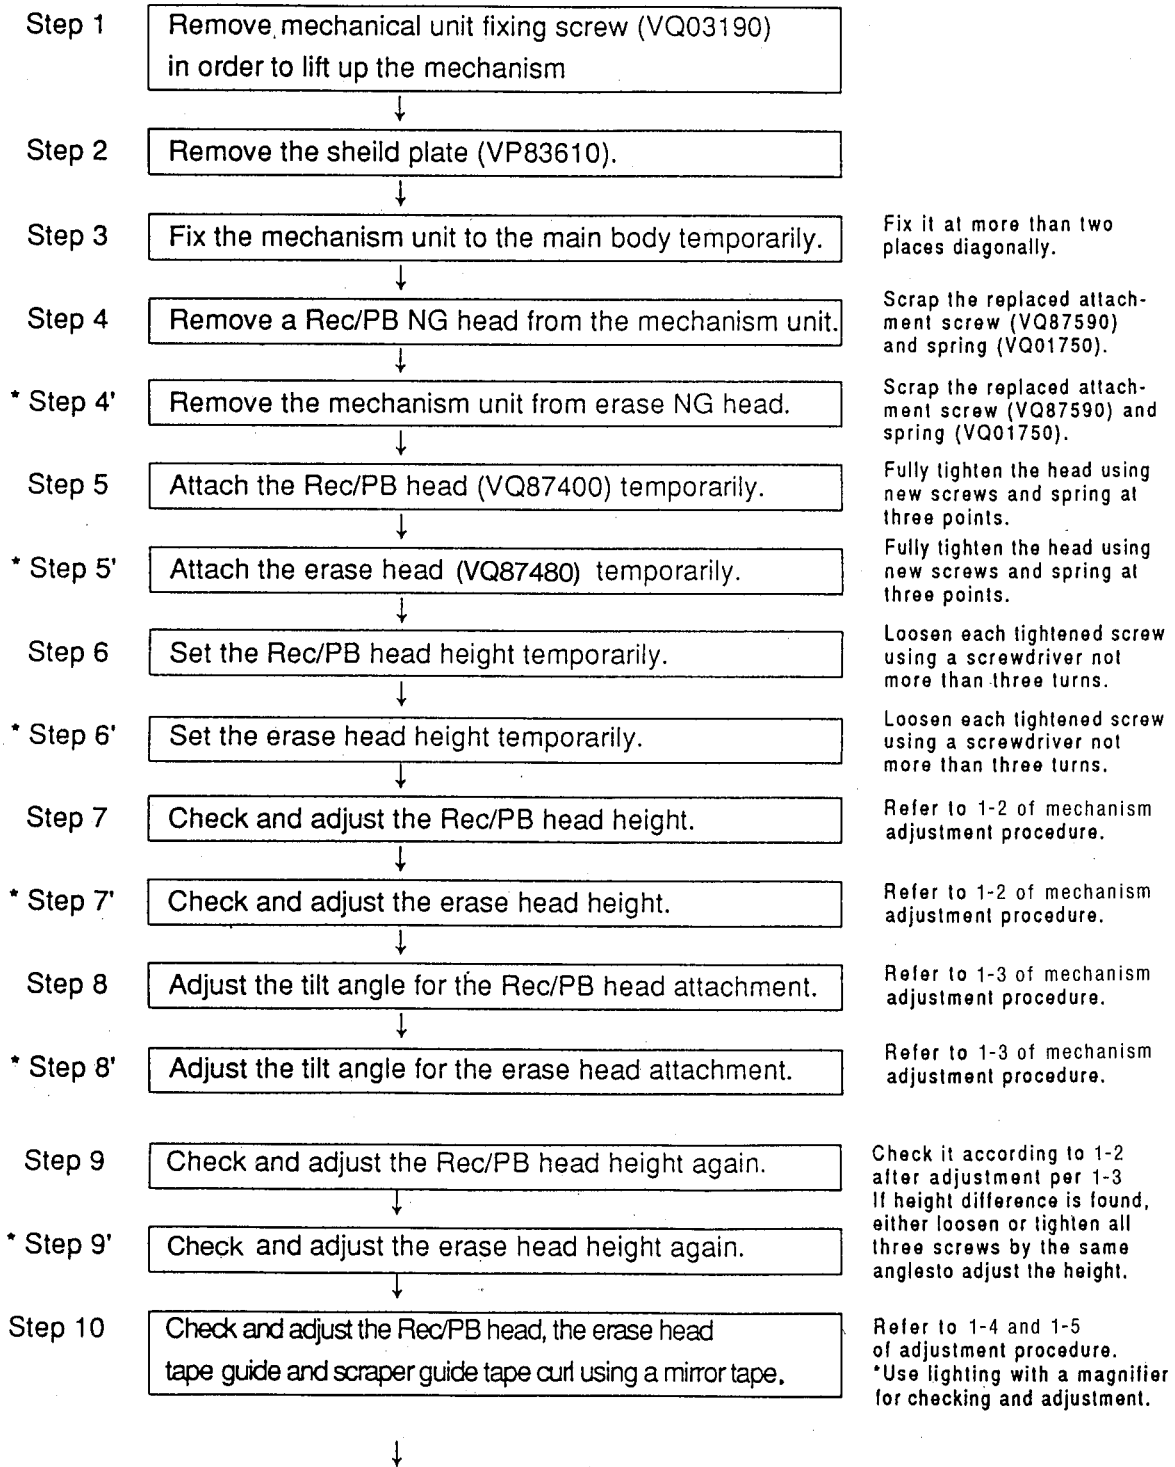 Step 1
Remove mechanical unit fixing screw (VQ03190)
in order to lift up the mechanism
Step 2
Remove the sheild plate (VP83610).
Step 3
Fix the mechanism unit to the main body temporarily.
Fix it at more than two
places diagonally.
Step 4
Remove a Rec/PB NG head from the mechanism unit.
Scrap the replaced attach-
ment screw (VQ87590)
and spring (VQ01750).
* Step 4'
Remove the mechanism unit from erase NG head.
Scrap the replaced attach-
ment screw (VQ87590) and
spring (VQ01750).
Step 5
Attach the Rec/PB head (VQ87400) temporarily.
Fully tighten the head using
new screws and spring at
three points.
* Step 5'
Attach the erase head (VQ87480) temporarily.
Fully tighten the head using
new screws and spring at
three points.
Step 6
Set the Rec/PB head height temporarily.
Loosen each tightened screw
using a screwdriver not
more than three turns.
* Step 6'
Set the erase head height temporarily.
Loosen each tightened screw
using a screwdriver not
more than three turns.
Step 7
Check and adjust the Rec/PB head height.
Refer to 1-2 of mechanism
adjustment procedure.
* Step 7'
Check and adjust the erase head height.
Refer to 1-2 of mechanism
adjustment procedure.
Step 8
Adjust the tilt angle for the Rec/PB head attachment.
Refer to 1-3 of mechanism
adjustment procedure.
* Step 8'
Adjust the tilt angle for the erase head attachment.
Refer to 1-3 of mechanism
adjustment procedure.
Step 9
Check and adjust the Rec/PB head height again.
* Step 9'
Check and adjust the erase head height again.
Check it according to 1-2
after adjustment per 1-3
If height difference is found,
either loosen or tighten all
three screws by the same
anglesto adjust the height.
Step 10
Check and adjust the Rec/PB head, the erase head
tape guide and scraper guide tape curl using a mirror tape.
Refer to 1-4 and 1-5
of adjustment procedure.
*Use lighting with a magnifier
for checking and adjustment.